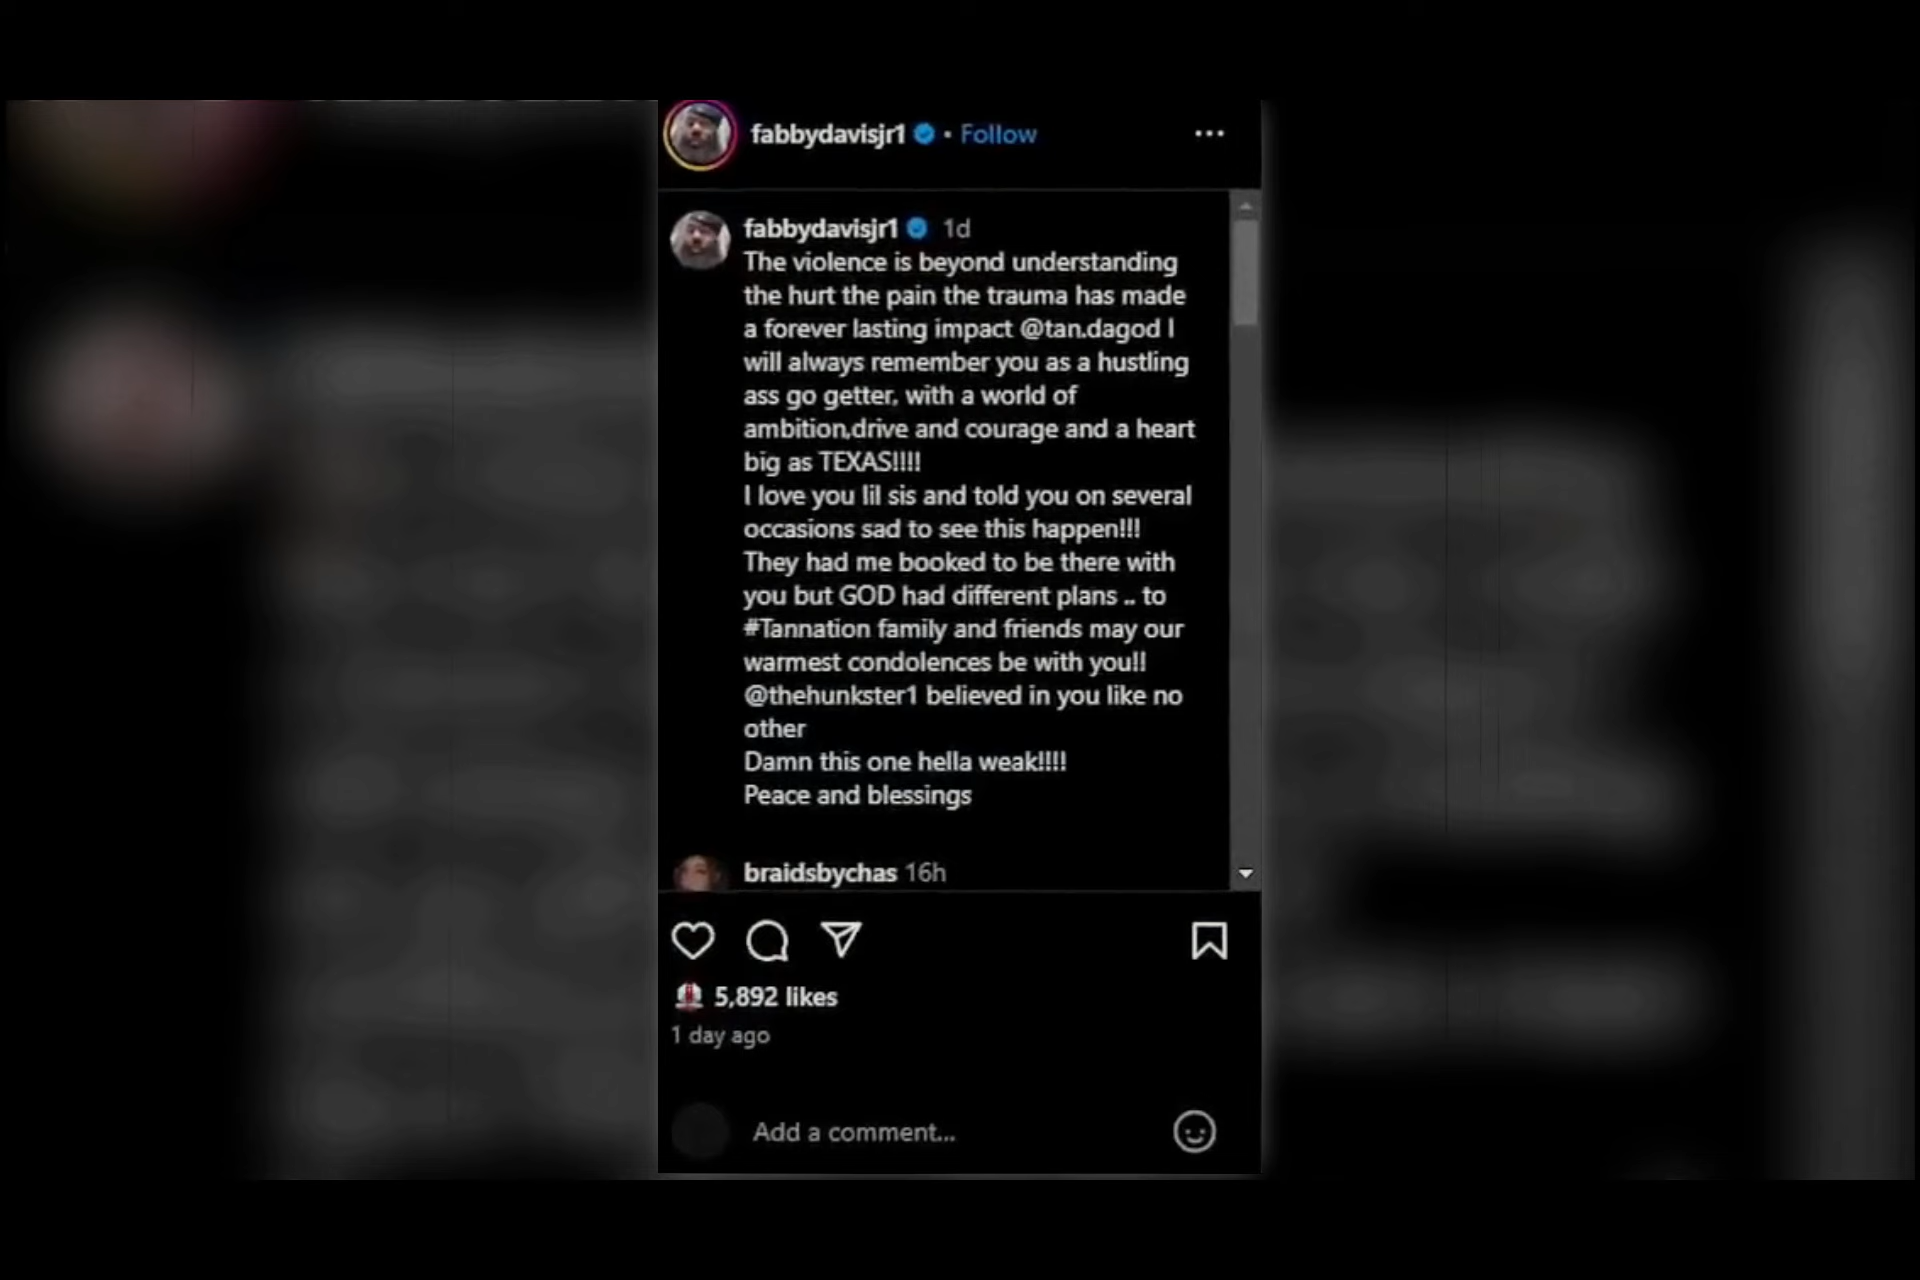 fabbydavisjr1 • Follow
fabbydavisjr1 1d
The violence is beyond understanding
the hurt the pain the trauma has made
a forever lasting impact @tan.dagod I
will always remember you as a hustling
ass go getter, with a world of
ambition,drive and courage and a heart
big as TEXAS!!!!
I love you lil sis and told you on several
occasions sad to see this happen!!!
They had me booked to be there with
you but GOD had different plans .. to
#Tannation family and friends may our
warmest condolences be with you!!
@thehunkster1 believed in you like no
other
Damn this one hella weak!!!!
Peace and blessings
braidsbychas 16h
5,892 likes
1 day ago
Add a comment...